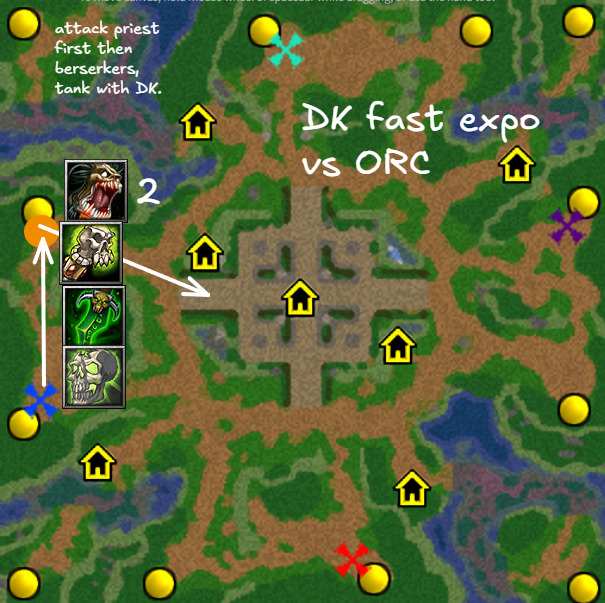 attack priest
first then
berserkers,
tank with DK.
DK fast expo
vs ORC
2